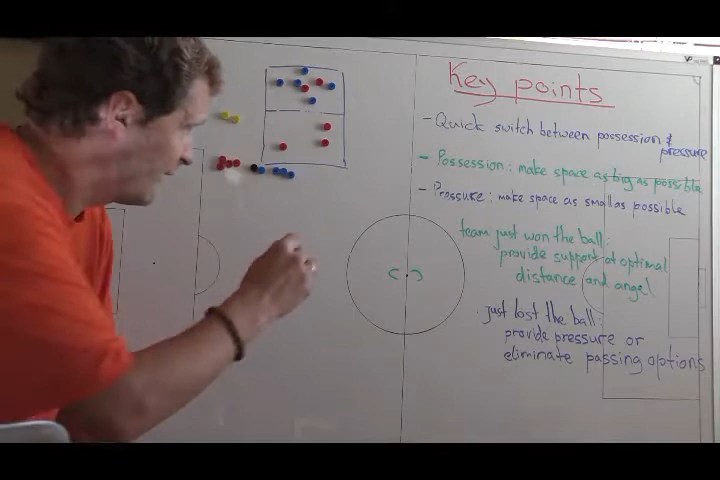 Key points
- Quick switch between possession &
pressure
- Possession: make space as big as possible
- Pressure: make space as small as possible
team just won the ball:
provide support at optimal
distance and angel
just lost the ball:
provide pressure or
eliminate passing options